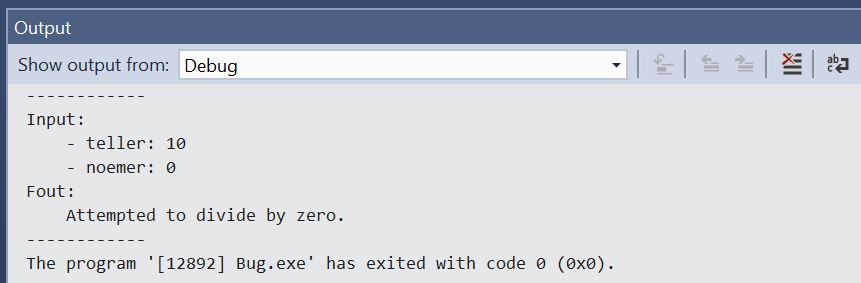 Output
Show output from: Debug
------------
Input:
    - teller: 10
    - noemer: 0
Fout:
    Attempted to divide by zero.
------------
The program '[12892] Bug.exe' has exited with code 0 (0x0).